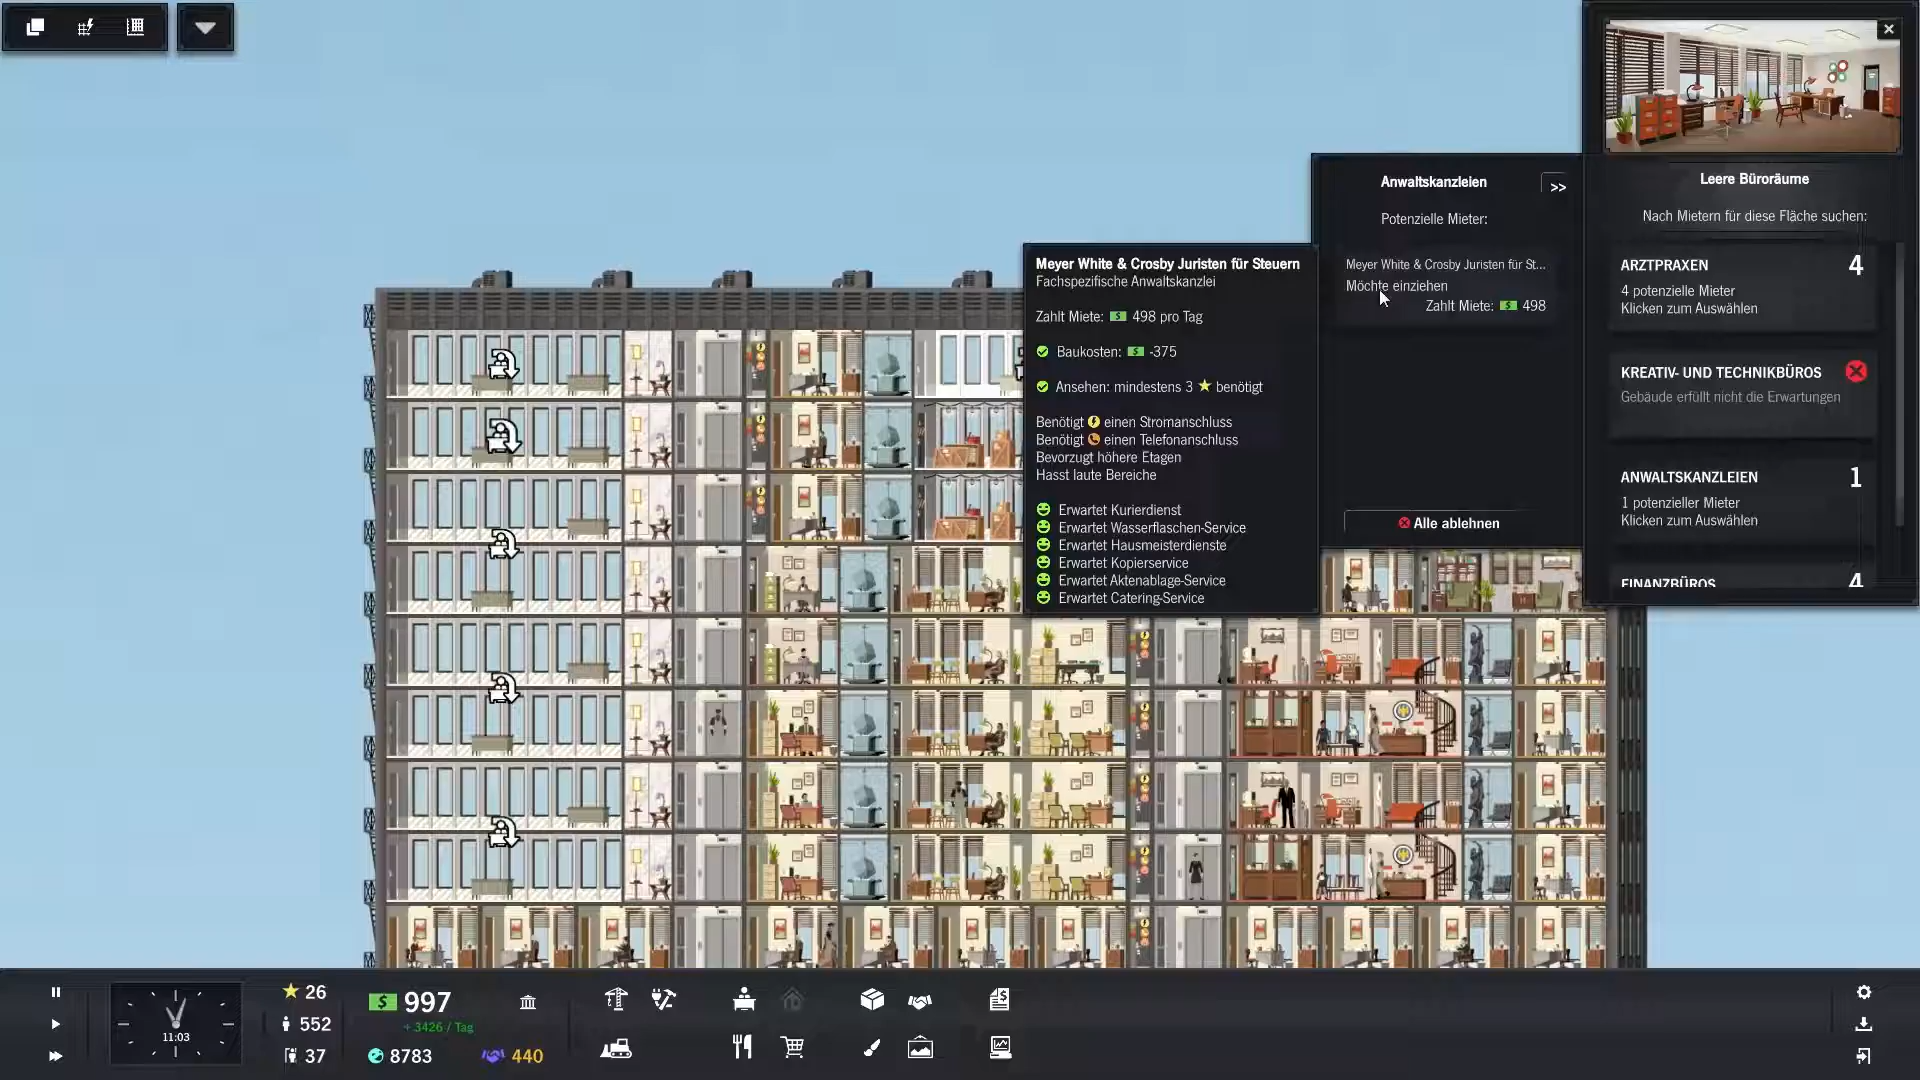 Leere Büroräume
Nach Mietern für diese Fläche suchen:
ARZTPRAXEN 4
4 potenzielle Mieter
Klicken zum Auswählen
KREATIV- UND TECHNIKBÜROS
Gebäude erfüllt nicht die Erwartungen
ANWALTSKANZLEIEN 1
1 potenzieller Mieter
Klicken zum Auswählen
FINANZBÜROS 4
Anwaltskanzleien >>
Potenzielle Mieter:
Meyer White & Crosby Juristen für St...
Möchte einziehen
Zahlt Miete: $ 498
Alle ablehnen
Meyer White & Crosby Juristen für Steuern
Fachspezifische Anwaltskanzlei
Zahlt Miete: $ 498 pro Tag
Baukosten: $ -375
Ansehen: mindestens 3 ★ benötigt
Benötigt einen Stromanschluss
Benötigt einen Telefonanschluss
Bevorzugt höhere Etagen
Hasst laute Bereiche
Erwartet Kurierdienst
Erwartet Wasserflaschen-Service
Erwartet Hausmeisterdienste
Erwartet Kopierservice
Erwartet Aktenablage-Service
Erwartet Catering-Service
11:03
26
552
37
$ 997
+ 3426 / Tag
8783
440